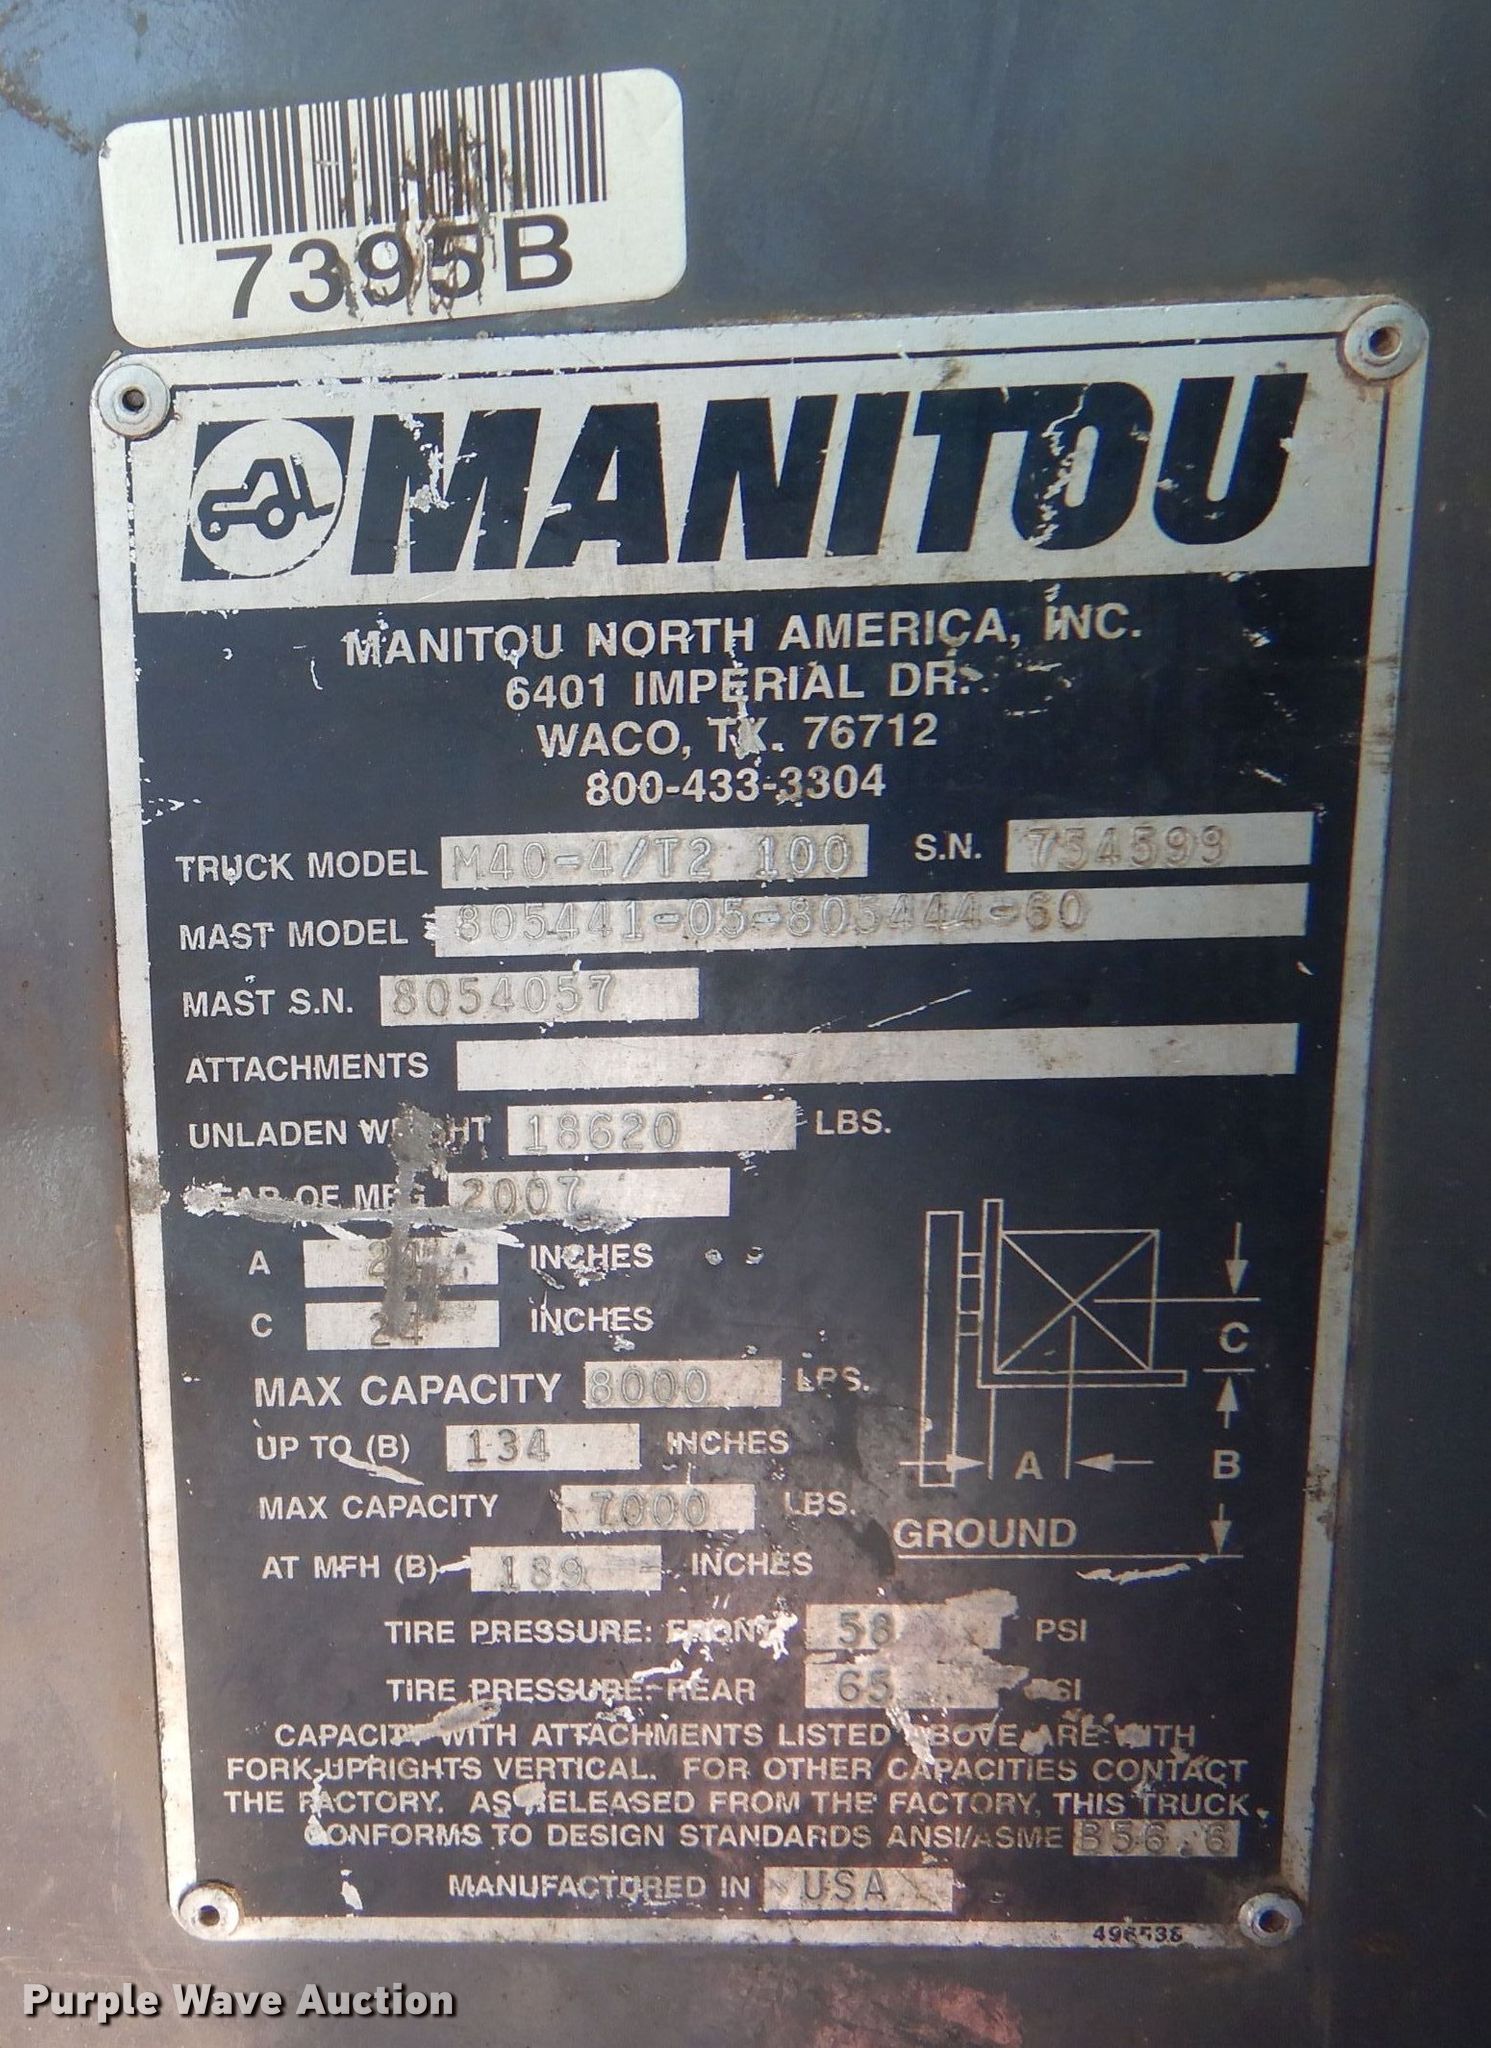 7395B
MANITOU
MANITOU NORTH AMERICA, INC.
6401 IMPERIAL DR.
WACO, TX. 76712
800-433-3304
TRUCK MODEL M40-4/T2 100 S.N. 754599
MAST MODEL 805441-05-805444-60
MAST S.N. 8054057
ATTACHMENTS
UNLADEN WEIGHT 18620 LBS.
YEAR OF MFG 2007
A 24 INCHES
C 24 INCHES
MAX CAPACITY 8000 LBS.
UP TO (B) 134 INCHES
MAX CAPACITY 7000 LBS.
AT MFH (B) 189 INCHES
C
A
B
GROUND
TIRE PRESSURE: FRONT 58 PSI
TIRE PRESSURE: REAR 65 PSI
CAPACITY WITH ATTACHMENTS LISTED ABOVE ARE WITH
FORK UPRIGHTS VERTICAL. FOR OTHER CAPACITIES CONTACT
THE FACTORY. AS RELEASED FROM THE FACTORY, THIS TRUCK
CONFORMS TO DESIGN STANDARDS ANSI/ASME B56.6
MANUFACTURED IN USA
Purple Wave Auction